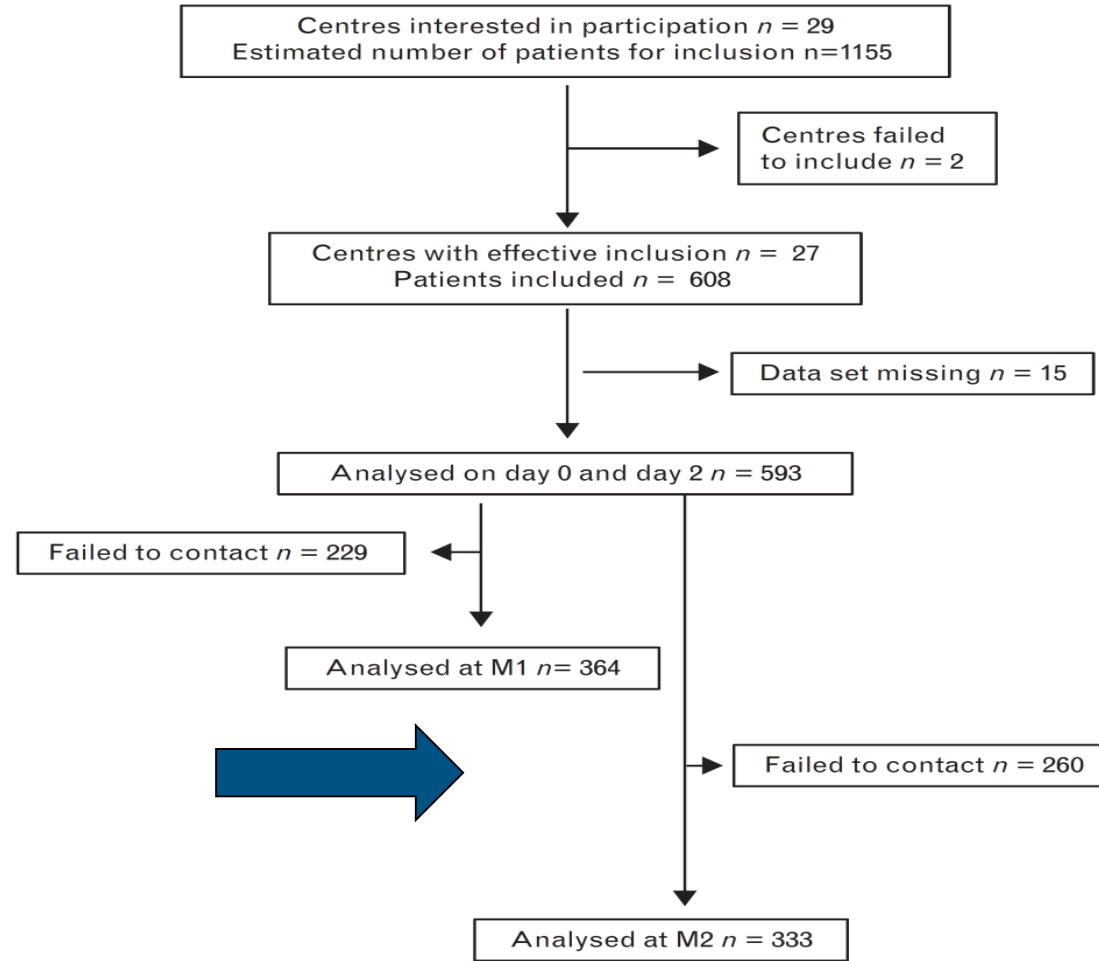 Centres interested in participation n = 29
Estimated number of patients for inclusion n=1155
Centres failed
to include n = 2
Centres with effective inclusion n = 27
Patients included n = 608
Data set missing n = 15
Analysed on day 0 and day 2 n = 593
Failed to contact n = 229
Analysed at M1 n= 364
Failed to contact n = 260
Analysed at M2 n = 333